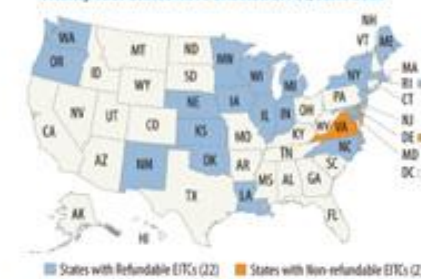 NH
WA
MT
ND
MN
VT
ME
OR
ID
SD
WI
NY
MA
WY
MI
RI
CT
NV
UT
NE
IA
PA
NJ
CA
CO
IL
IN
OH
DE
KS
MO
WV
VA
MD
KY
DC
AZ
NM
OK
AR
TN
NC
SC
TX
LA
MS
AL
GA
AK
HI
FL
States with Refundable EITCs (22)
States with Non-refundable EITCs (2